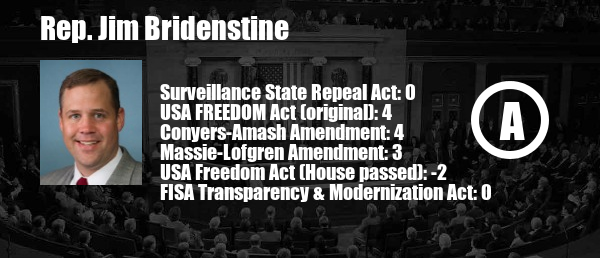 Rep. Jim Bridenstine
Surveillance State Repeal Act: 0
USA FREEDOM Act (original): 4
Conyers-Amash Amendment: 4
Massie-Lofgren Amendment: 3
USA Freedom Act (House passed): -2
FISA Transparency & Modernization Act: 0
A